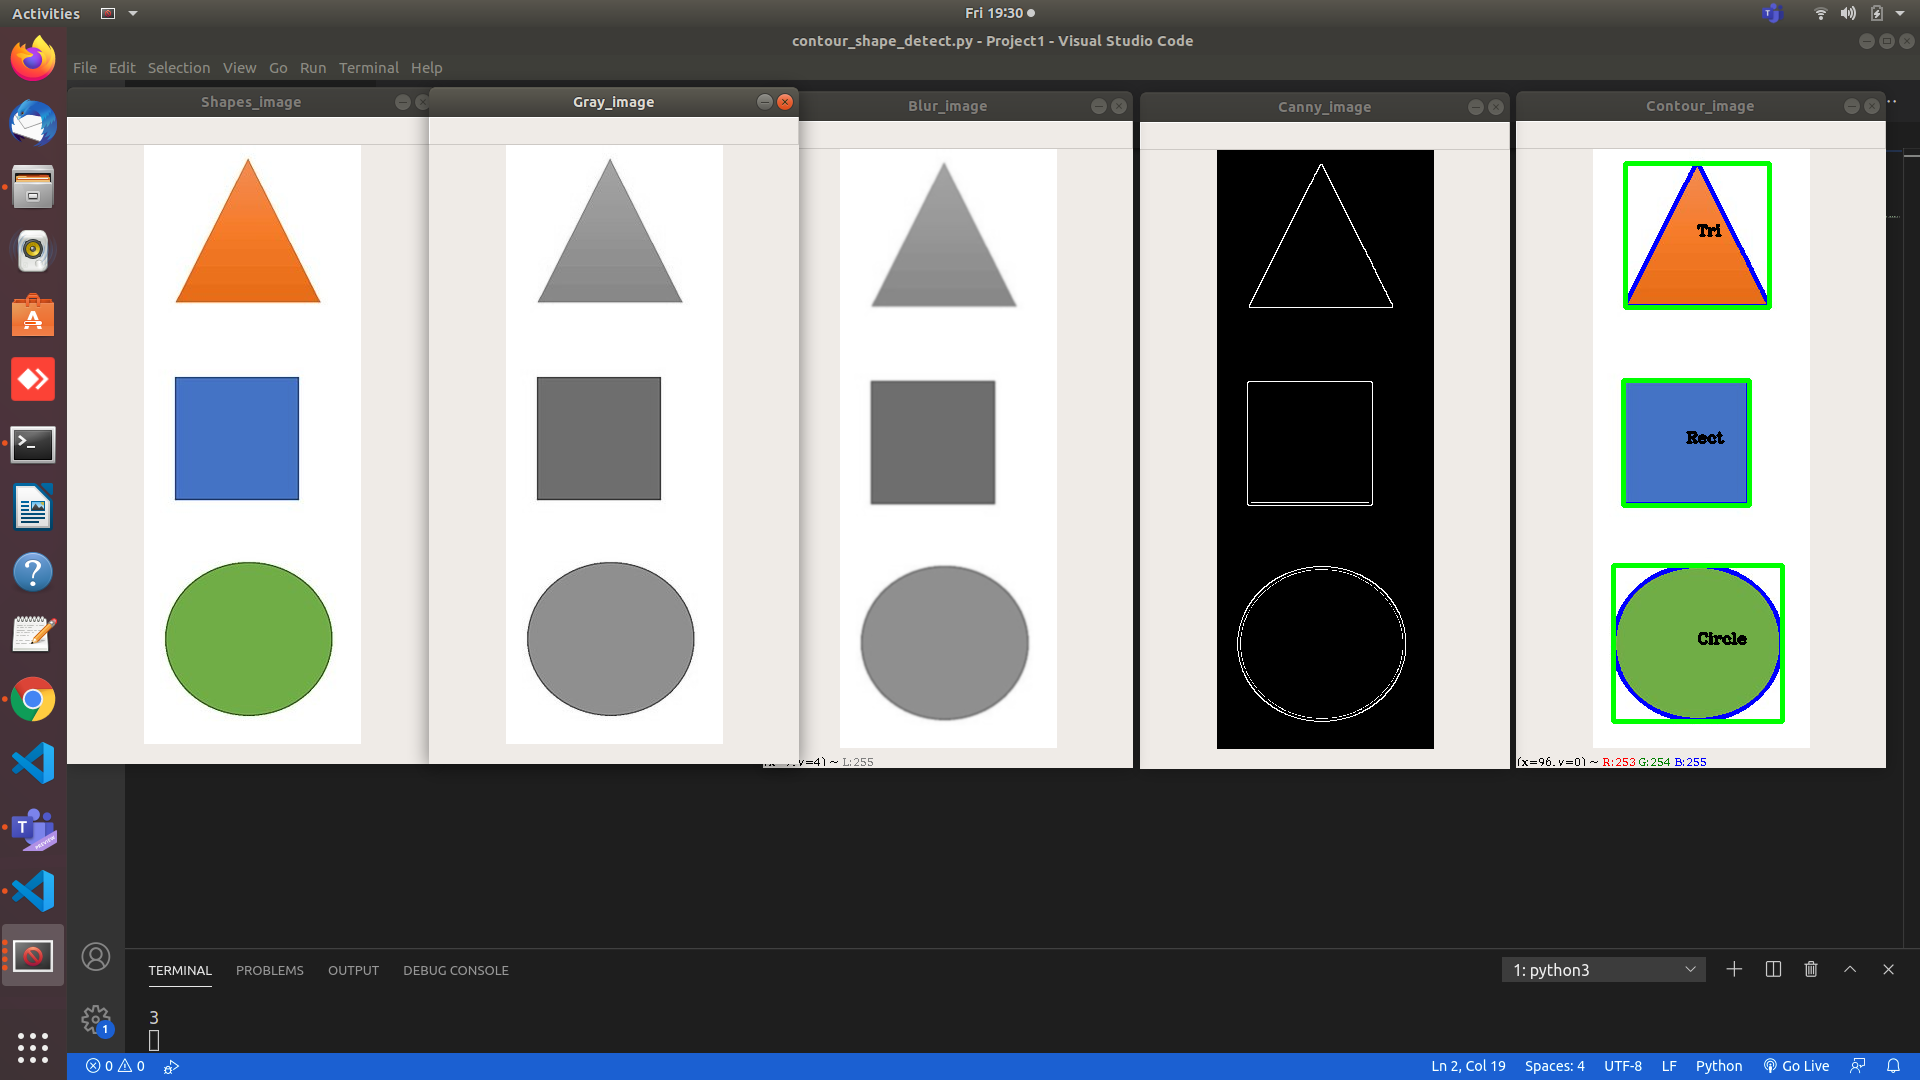 Activities
Fri 19:30
contour_shape_detect.py - Project1 - Visual Studio Code
File Edit Selection View Go Run Terminal Help
Shapes_image
Gray_image
Blur_image
Canny_image
Contour_image
Tri
Rect
Circle
L:255
(x=96, y=0) ~ R:253 G:254 B:255
TERMINAL PROBLEMS OUTPUT DEBUG CONSOLE
1: python3
3
1
0 0
Ln 2, Col 19 Spaces: 4 UTF-8 LF Python Go Live